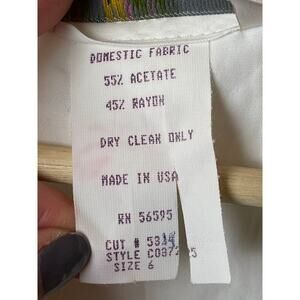 DOMESTIC FABRIC
55% ACETATE
45% RAYON
DRY CLEAN ONLY
MADE IN USA
RN 56595
CUT #
STYLE
SIZE 6